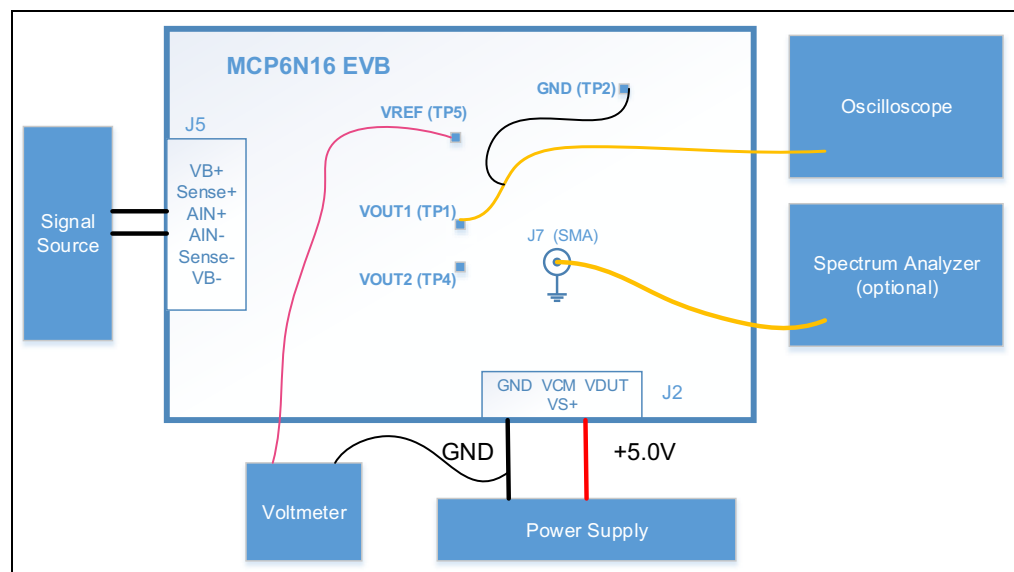 MCP6N16 EVB
GND (TP2)
VREF (TP5)
Oscilloscope
J5
VB+
Sense+
AIN+
AIN-
Sense-
VB-
Signal
Source
VOUT1 (TP1)
J7 (SMA)
VOUT2 (TP4)
Spectrum Analyzer
(optional)
GND VCM VDUT
VS+
J2
GND
+5.0V
Voltmeter
Power Supply